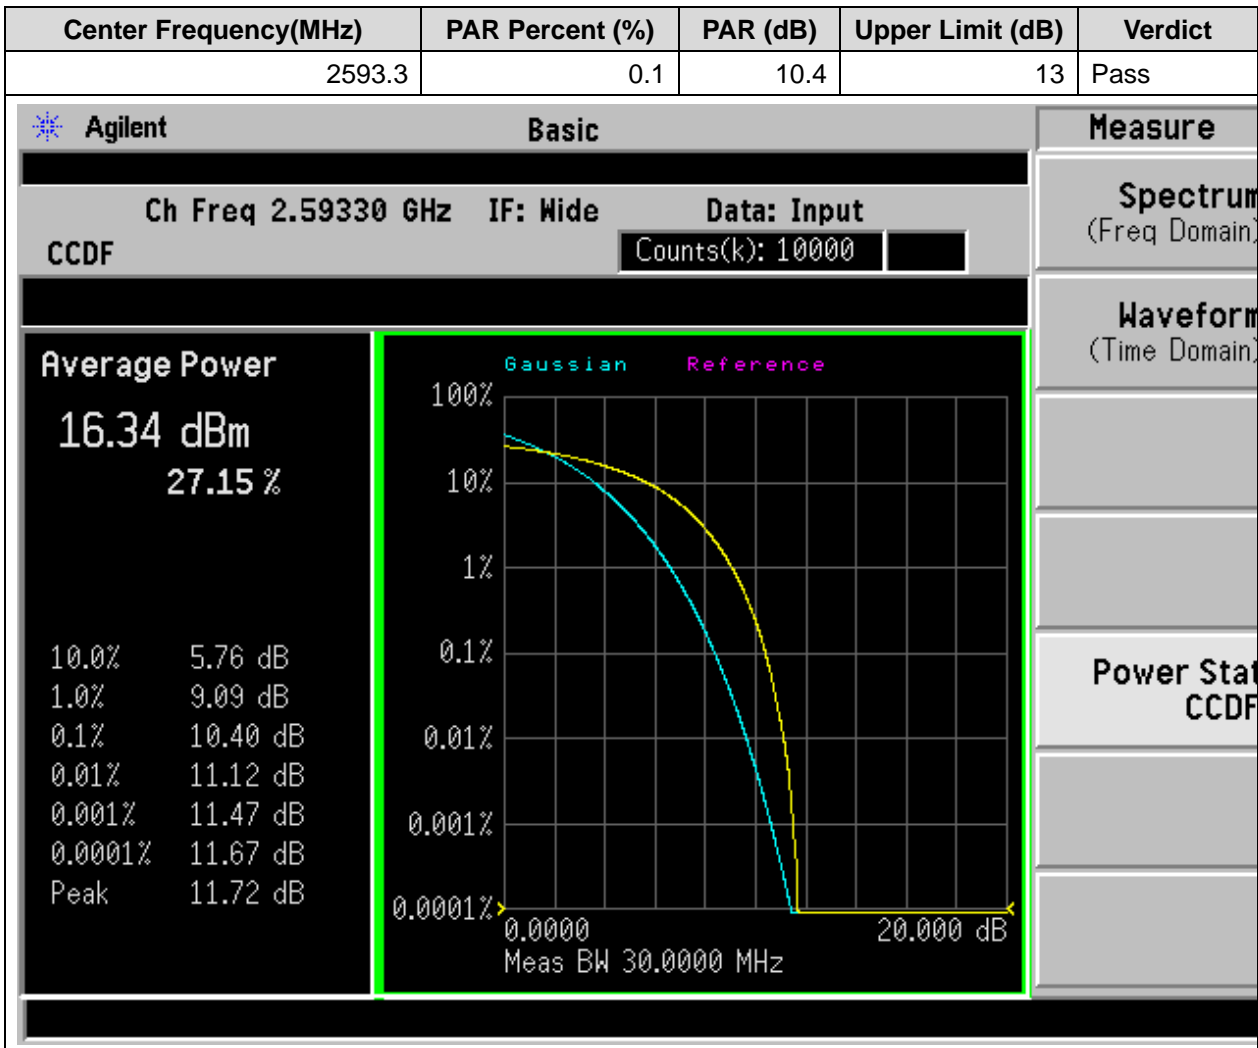 Center Frequency(MHz) PAR Percent (%) PAR (dB) Upper Limit (dB) Verdict
2593.3 0.1 10.4 13 Pass
Agilent Basic Measure
Ch Freq 2.59330 GHz IF: Wide Data: Input
CCDF Counts(k): 10000
Average Power
16.34 dBm
27.15 %
10.0% 5.76 dB
1.0% 9.09 dB
0.1% 10.40 dB
0.01% 11.12 dB
0.001% 11.47 dB
0.0001% 11.67 dB
Peak 11.72 dB
Gaussian Reference
100%
10%
1%
0.1%
0.01%
0.001%
0.0001%
0.0000 20.000 dB
Meas BW 30.0000 MHz
Spectrum
(Freq Domain)
Waveform
(Time Domain)
Power Stat
CCDF